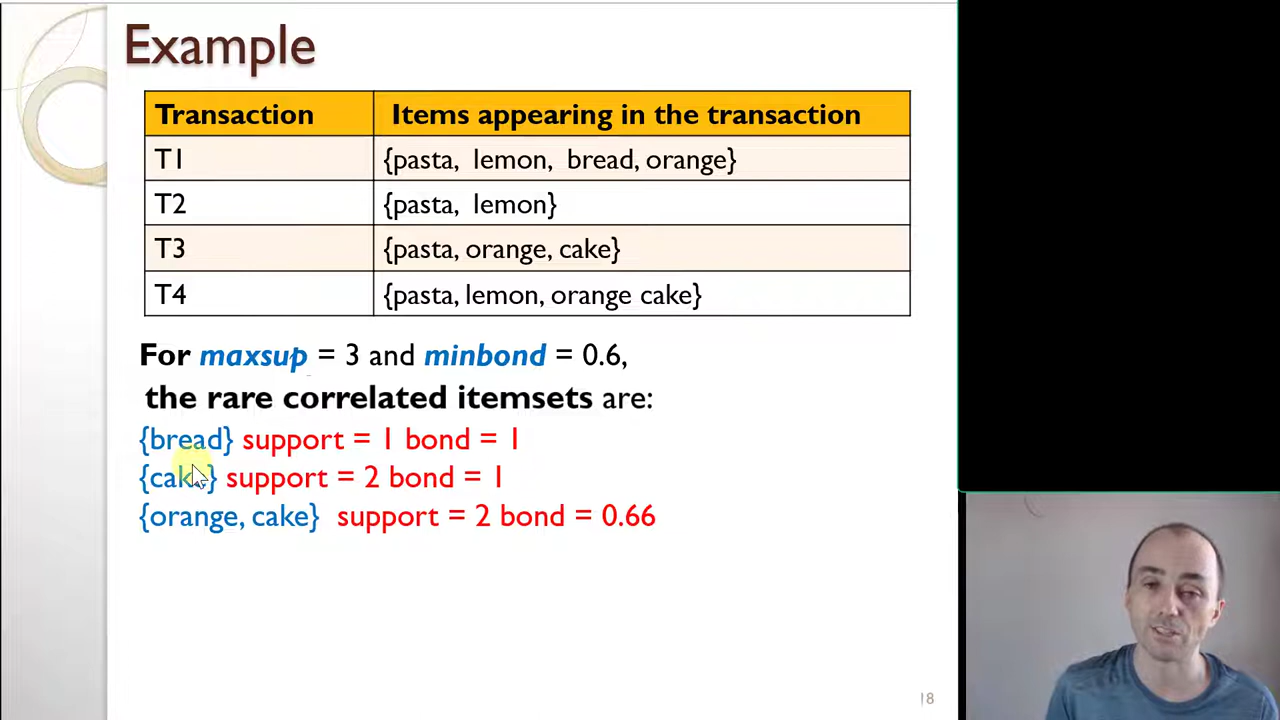 Example
Transaction Items appearing in the transaction
T1 {pasta, lemon, bread, orange}
T2 {pasta, lemon}
T3 {pasta, orange, cake}
T4 {pasta, lemon, orange cake}
For maxsup = 3 and minbond = 0.6,
the rare correlated itemsets are:
{bread} support = 1 bond = 1
{cake} support = 2 bond = 1
{orange, cake} support = 2 bond = 0.66
18